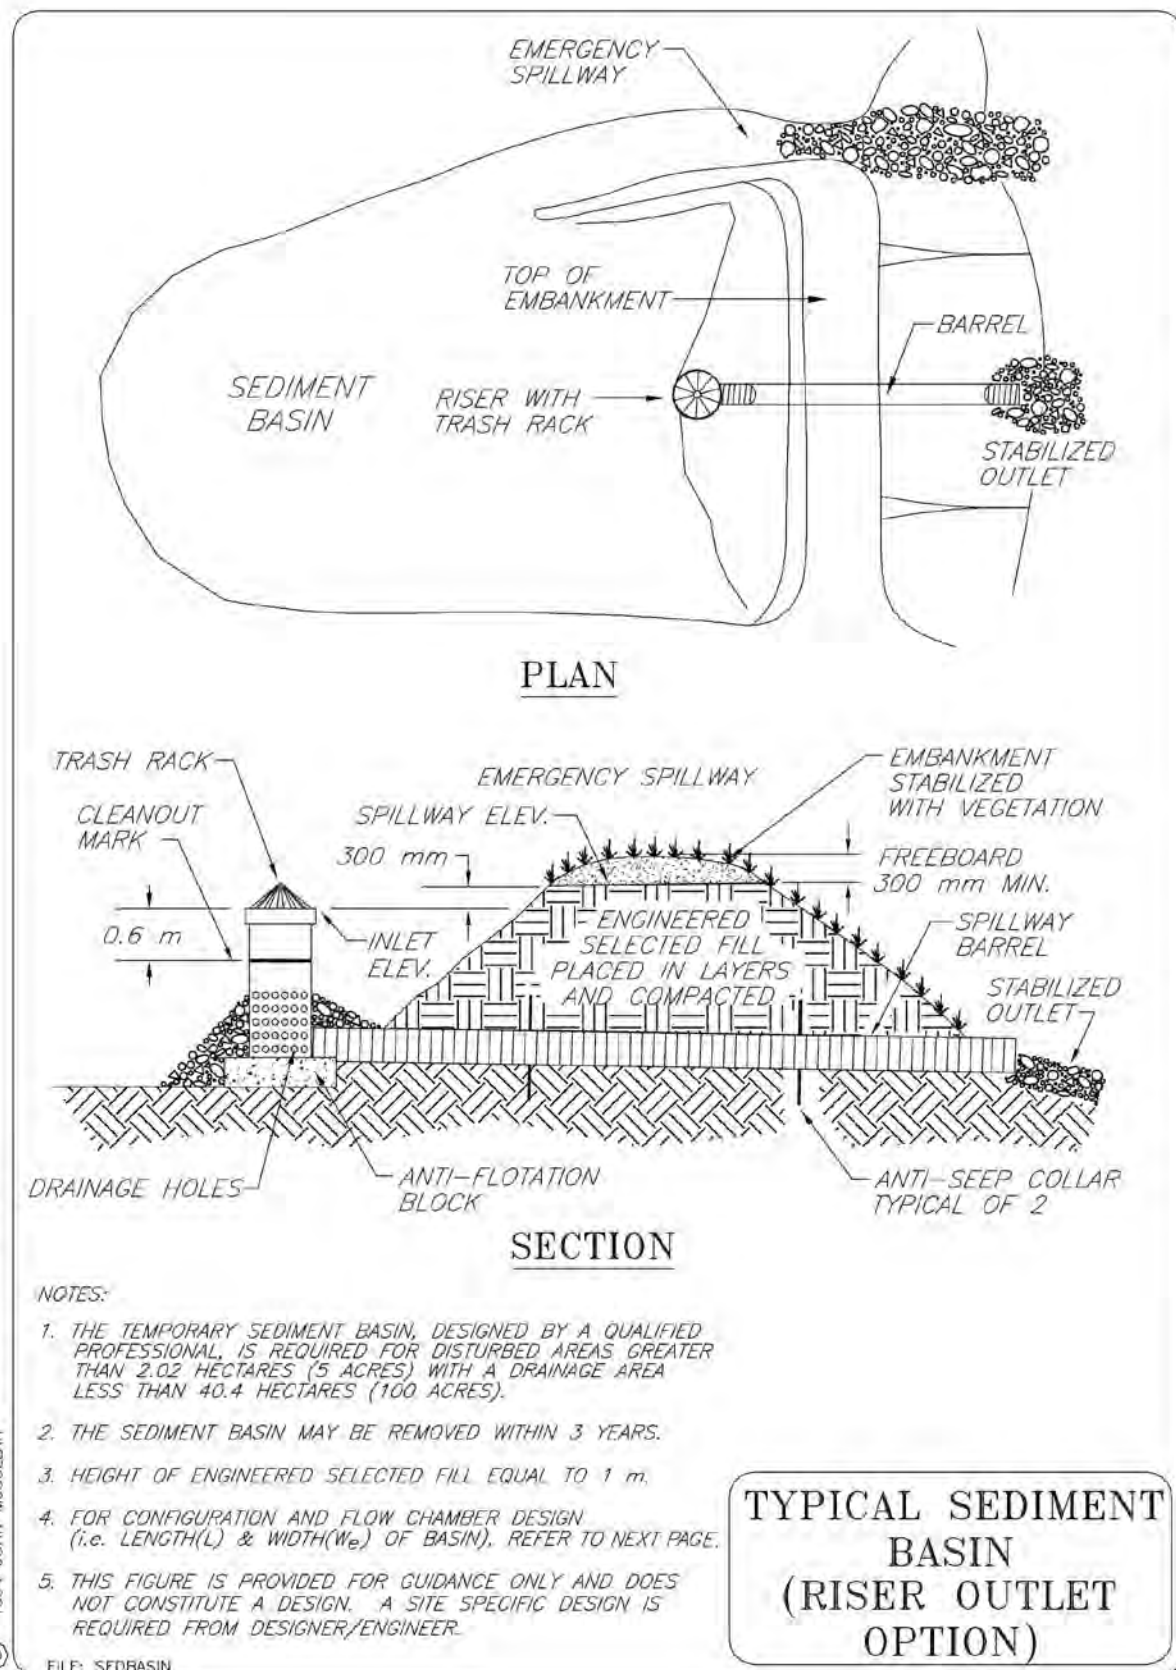 EMERGENCY
SPILLWAY
TOP OF
EMBANKMENT
BARREL
SEDIMENT
BASIN
RISER WITH
TRASH RACK
STABILIZED
OUTLET
PLAN
TRASH RACK
CLEANOUT
MARK
EMERGENCY SPILLWAY
SPILLWAY ELEV.
300 mm
EMBANKMENT
STABILIZED
WITH VEGETATION
FREEBOARD
300 mm MIN.
0.6 m
INLET
ELEV.
ENGINEERED
SELECTED FILL
PLACED IN LAYERS
AND COMPACTED
SPILLWAY
BARREL
STABILIZED
OUTLET
DRAINAGE HOLES
ANTI-FLOTATION
BLOCK
ANTI-SEEP COLLAR
TYPICAL OF 2
SECTION
NOTES:
1. THE TEMPORARY SEDIMENT BASIN, DESIGNED BY A QUALIFIED
PROFESSIONAL, IS REQUIRED FOR DISTURBED AREAS GREATER
THAN 2.02 HECTARES (5 ACRES) WITH A DRAINAGE AREA
LESS THAN 40.4 HECTARES (100 ACRES).
2. THE SEDIMENT BASIN MAY BE REMOVED WITHIN 3 YEARS.
3. HEIGHT OF ENGINEERED SELECTED FILL EQUAL TO 1 m.
4. FOR CONFIGURATION AND FLOW CHAMBER DESIGN
(i.e. LENGTH(L) & WIDTH(We) OF BASIN), REFER TO NEXT PAGE.
5. THIS FIGURE IS PROVIDED FOR GUIDANCE ONLY AND DOES
NOT CONSTITUTE A DESIGN. A SITE SPECIFIC DESIGN IS
REQUIRED FROM DESIGNER/ENGINEER.
FILE: SEDBASIN
TYPICAL SEDIMENT
BASIN
(RISER OUTLET
OPTION)